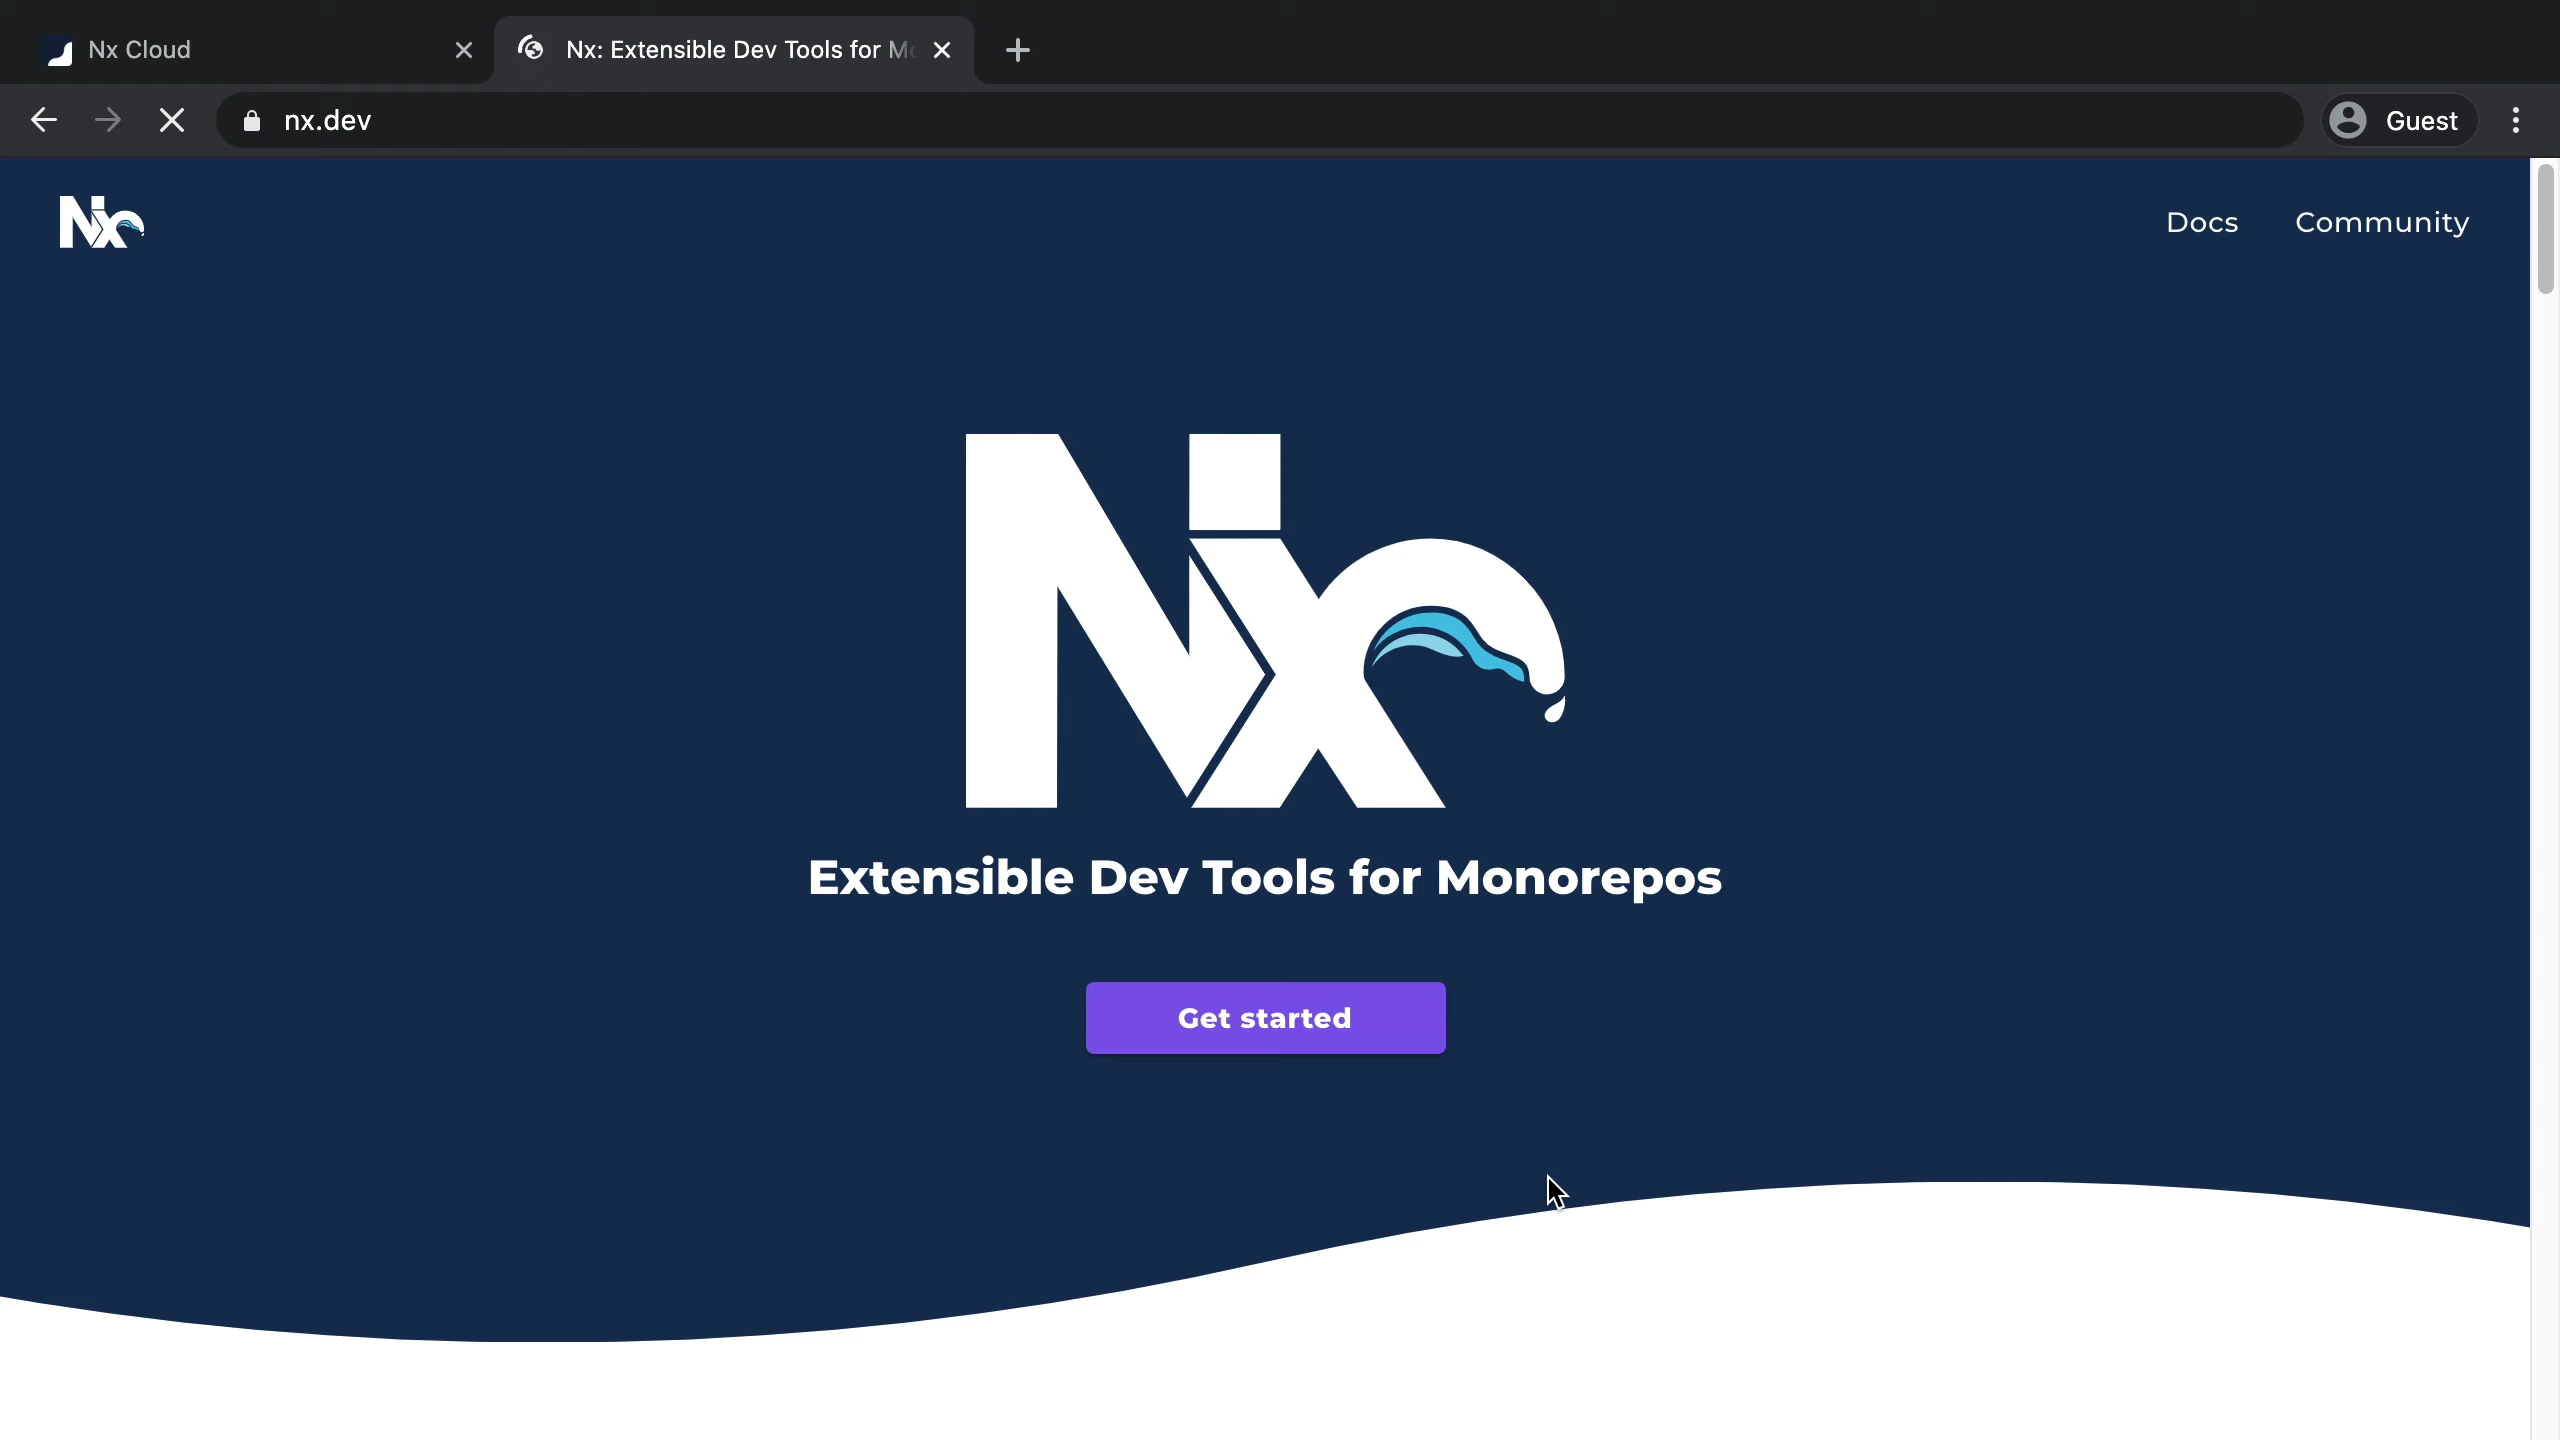 Nx Cloud
Nx: Extensible Dev Tools for Mo
nx.dev
Guest
Nx
Docs
Community
Nx
Extensible Dev Tools for Monorepos
Get started